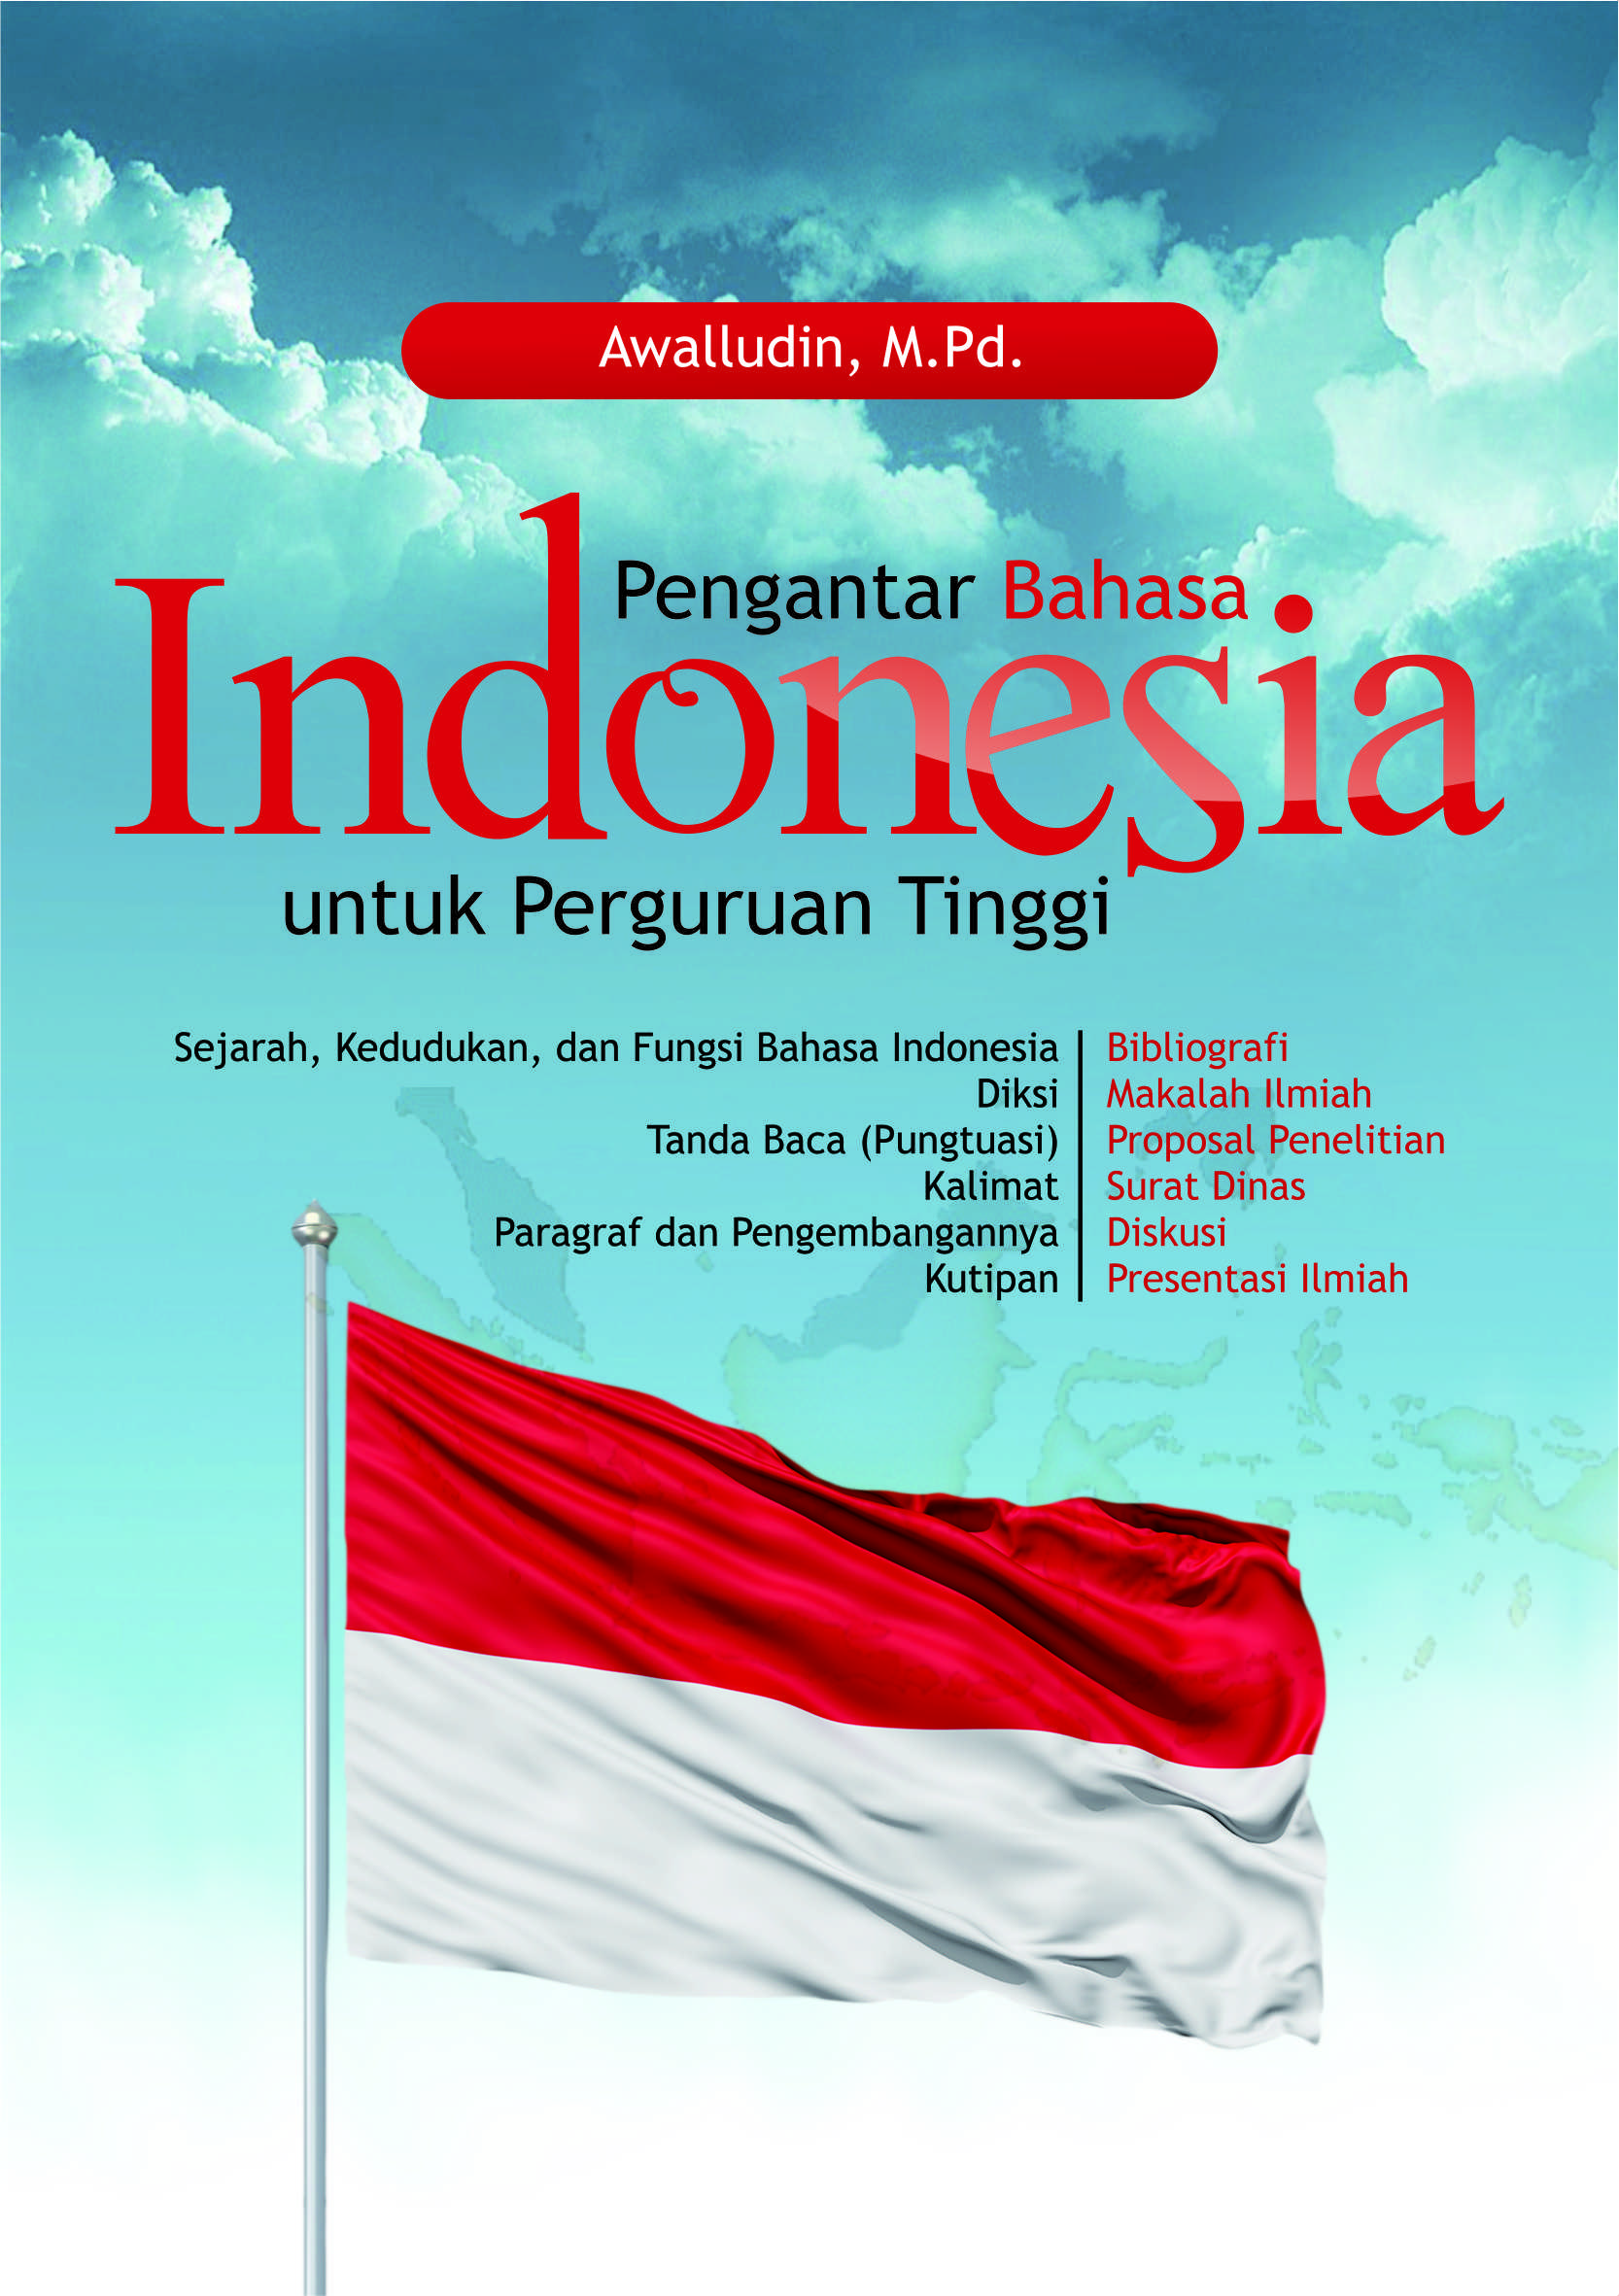 Awalludin, M.Pd.
Pengantar Bahasa
Indonesia
untuk Perguruan Tinggi
Sejarah, Kedudukan, dan Fungsi Bahasa Indonesia
Diksi
Tanda Baca (Pungtuasi)
Kalimat
Paragraf dan Pengembangannya
Kutipan
Bibliografi
Makalah Ilmiah
Proposal Penelitian
Surat Dinas
Diskusi
Presentasi Ilmiah